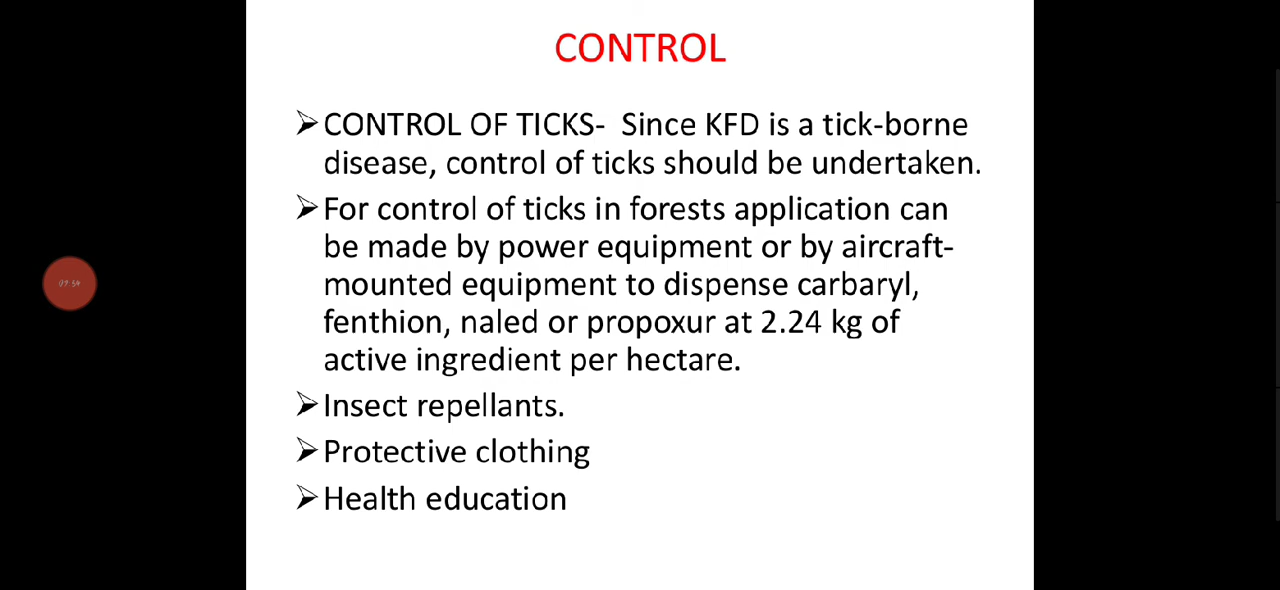 CONTROL
➢CONTROL OF TICKS-  Since KFD is a tick-borne
disease, control of ticks should be undertaken.
➢For control of ticks in forests application can
be made by power equipment or by aircraft-
mounted equipment to dispense carbaryl,
fenthion, naled or propoxur at 2.24 kg of
active ingredient per hectare.
➢Insect repellants.
➢Protective clothing
➢Health education